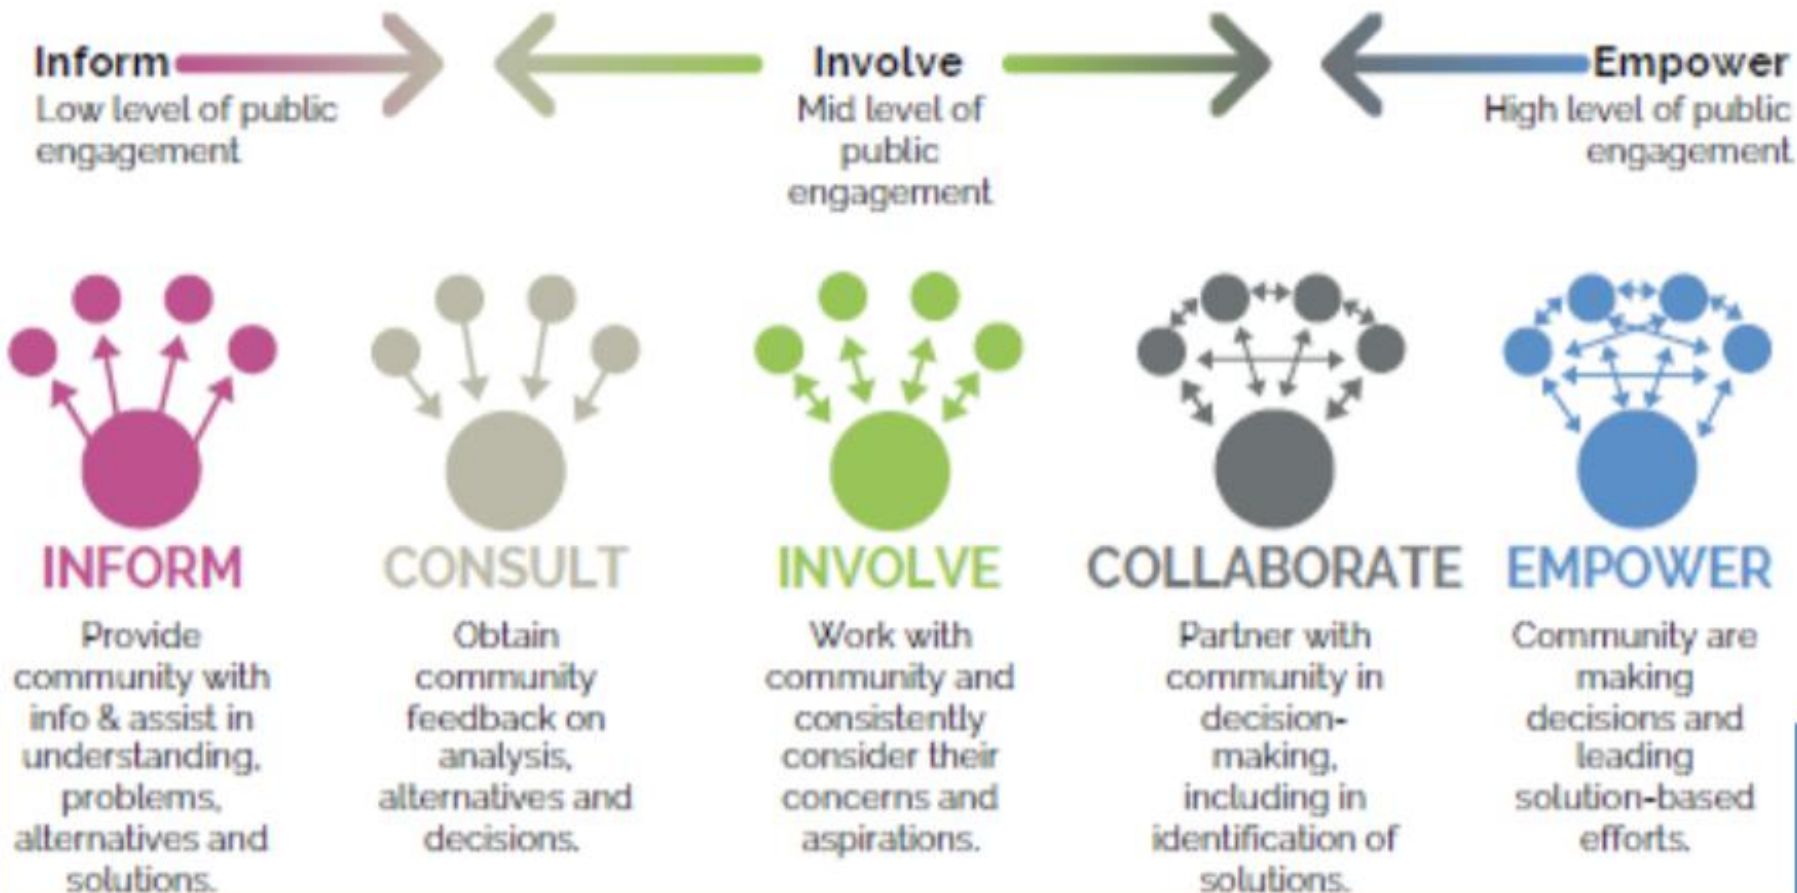 Inform
Low level of public
engagement
Involve
Mid level of
public
engagement
Empower
High level of public
engagement
INFORM
Provide
community with
info & assist in
understanding,
problems,
alternatives and
solutions.
CONSULT
Obtain
community
feedback on
analysis,
alternatives and
decisions.
INVOLVE
Work with
community and
consistently
consider their
concerns and
aspirations.
COLLABORATE
Partner with
community in
decision-
making,
including in
identification of
solutions.
EMPOWER
Community are
making
decisions and
leading
solution-based
efforts.